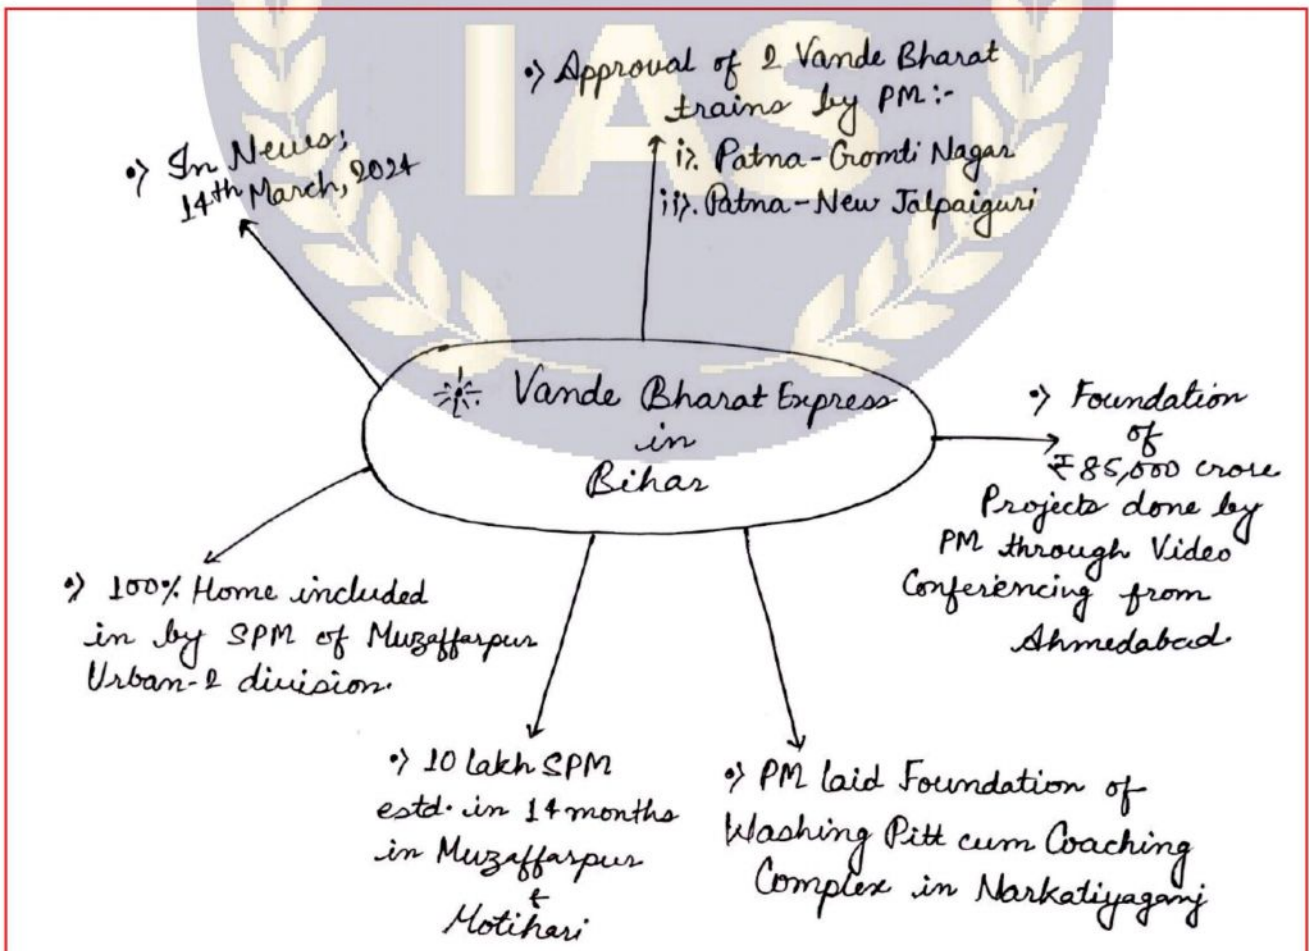 IAS
•> In News;
14th March, 2024
•> Approval of 2 Vande Bharat
trains by PM:-
i>. Patna-Gomti Nagar
ii>. Patna-New Jalpaiguri
Vande Bharat Express
in
Bihar
•> Foundation
of
₹85,000 crore
Projects done by
PM through Video
Conferencing from
Ahmedabad.
•> 100% Home included
in by SPM of Muzaffarpur
Urban-2 division.
•> 10 lakh SPM
estd. in 14 months
in Muzaffarpur
&
Motihari
•> PM laid Foundation of
Washing Pitt cum Coaching
Complex in Narkatiyaganj